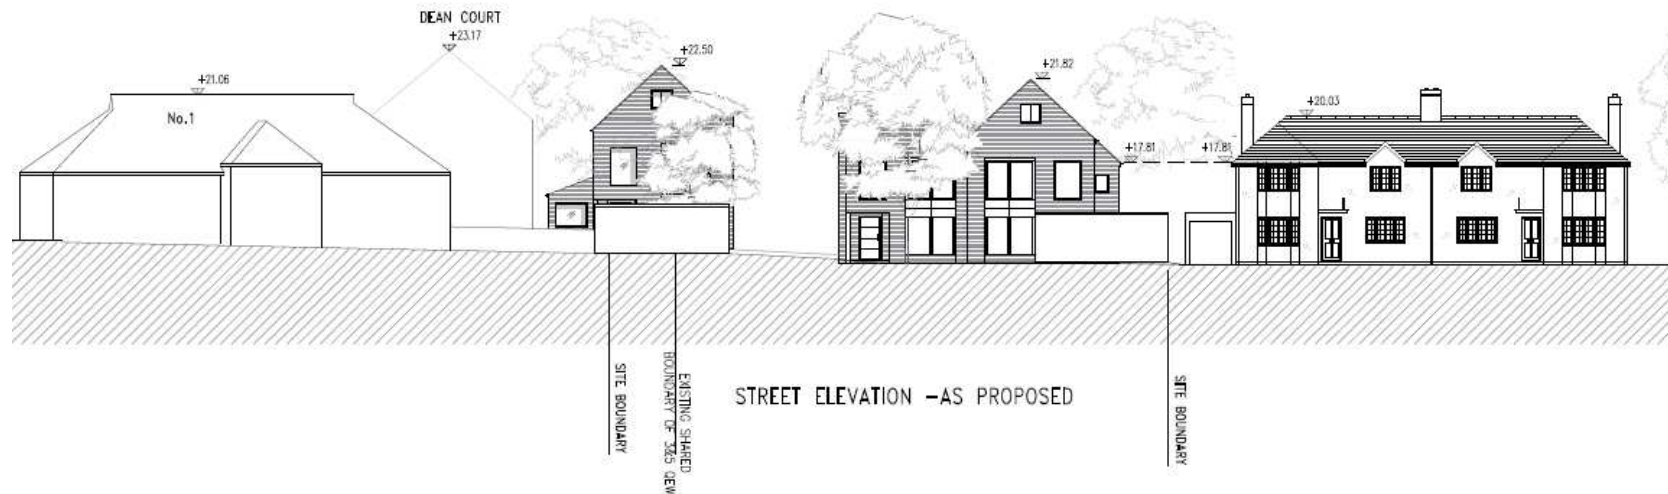 DEAN COURT
+23.17
+22.50
+21.06
No.1
+21.82
+20.03
+17.81
+17.81
SITE BOUNDARY
EXISTING SHARED
BOUNDARY OF 3&5 QEW
STREET ELEVATION -AS PROPOSED
SITE BOUNDARY